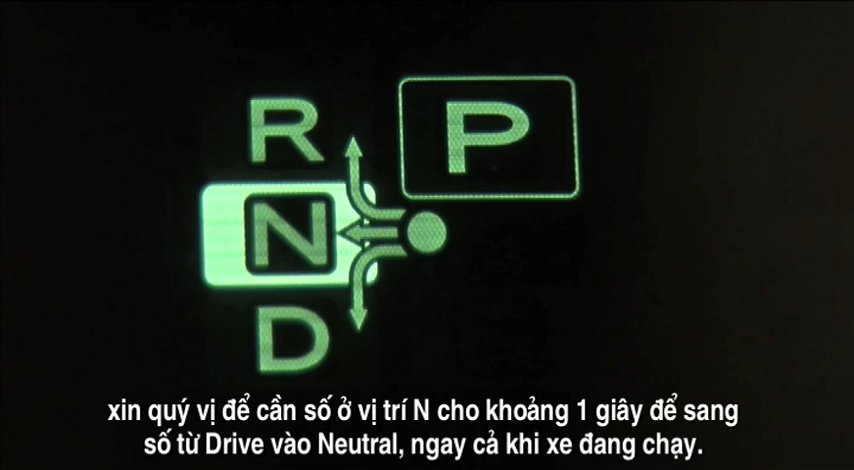 R
P
N
D
xin quý vị để cần số ở vị trí N cho khoảng 1 giây để sang
số từ Drive vào Neutral, ngay cả khi xe đang chạy.